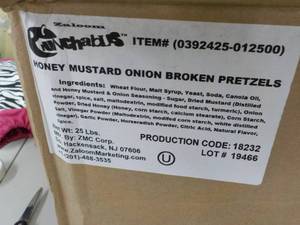 Zaloom
Munchables™ ITEM# (0392425-012500)
HONEY MUSTARD ONION BROKEN PRETZELS
Ingredients: Wheat Flour, Malt Syrup, Yeast, Soda, Canola Oil,
and Honey Mustard & Onion Seasoning - Sugar, Dried Mustard (Distilled
vinegar, spice, salt, maltodextrin, modified food starch, turmeric), Onion
Powder, Dried Honey (Honey, corn starch, calcium stearate), Corn Starch,
Salt, Vinegar Powder (Maltodextrin, modified corn starch, white distilled
vinegar), Garlic Powder, Horseradish Powder, Citric Acid, Natural Flavor,
Spice.
Wt: 25 Lbs.
By: ZMC Corp. PRODUCTION CODE: 18232
Hackensack, NJ 07606 LOT # 19466
www.ZaloomMarketing.com
(201)-488-3535 U